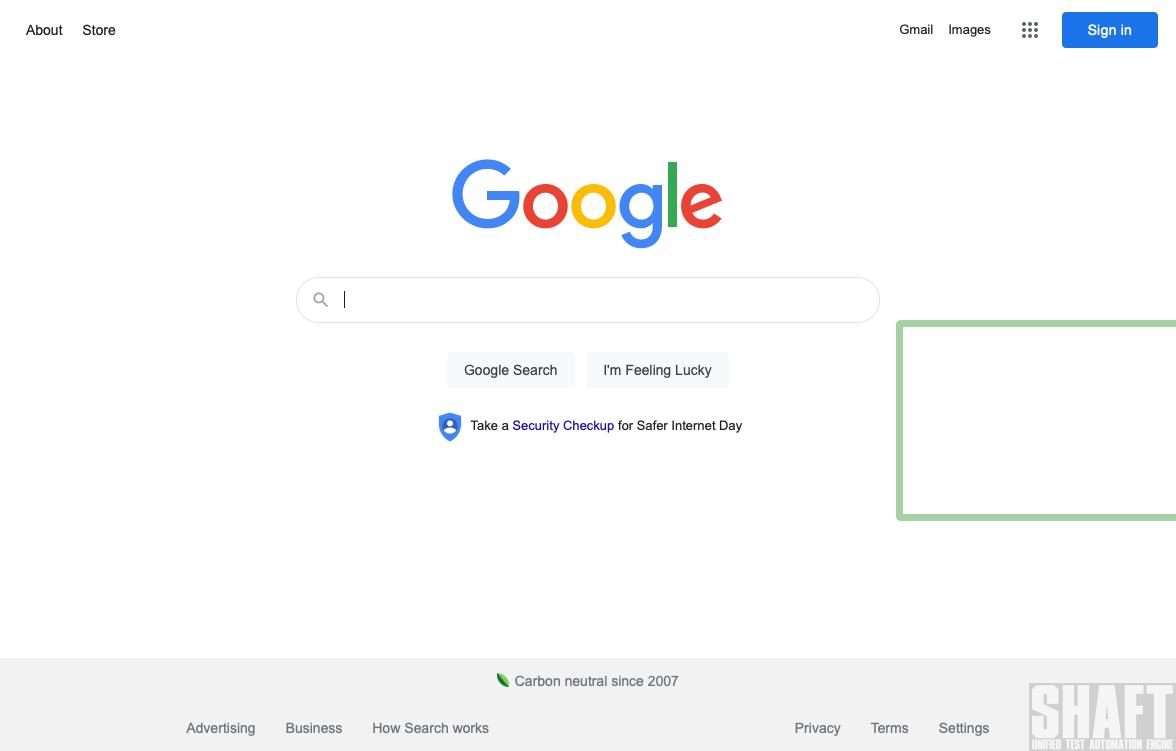 About Store
Gmail Images
Sign in
Google
Google Search
I'm Feeling Lucky
Take a Security Checkup for Safer Internet Day
Carbon neutral since 2007
Advertising Business How Search works
Privacy Terms Settings
SHAFT
UNIFIED TEST AUTOMATION ENGINE